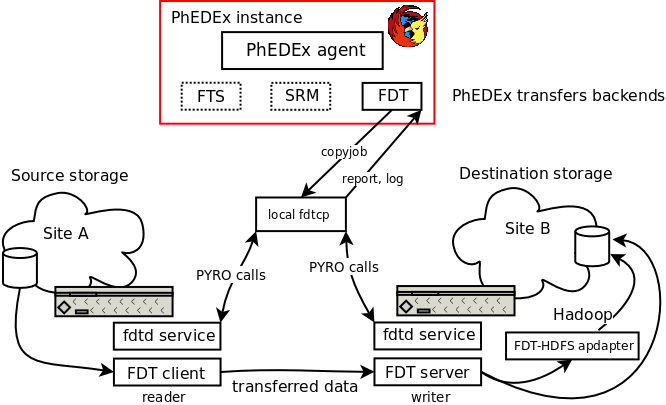 PhEDEx instance
PhEDEx agent
FTS
SRM
FDT
PhEDEx transfers backends
copyjob
report, log
Source storage
Destination storage
Site A
local fdtcp
Site B
PYRO calls
PYRO calls
Hadoop
fdtd service
fdtd service
FDT-HDFS apdapter
FDT client
transferred data
FDT server
reader
writer